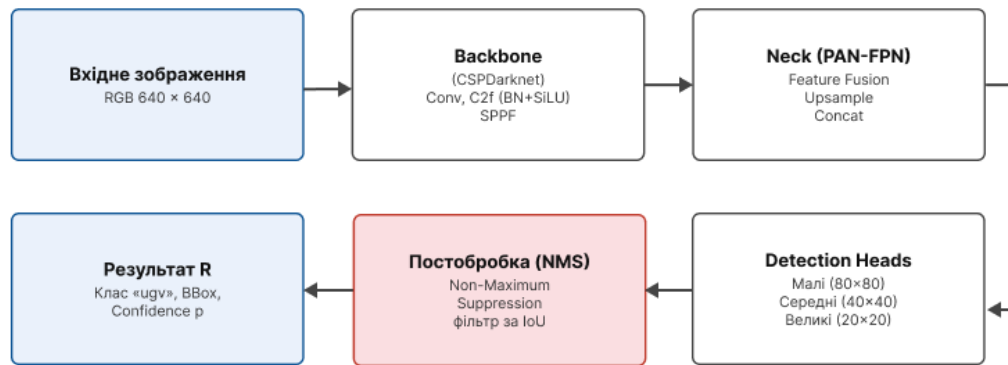 Вхідне зображення
RGB 640 × 640
Backbone
(CSPDarknet)
Conv, C2f (BN+SiLU)
SPPF
Neck (PAN-FPN)
Feature Fusion
Upsample
Concat
Результат R
Клас «ugv», BBox,
Confidence p
Постобробка (NMS)
Non-Maximum
Suppression
фільтр за IoU
Detection Heads
Малі (80×80)
Середні (40×40)
Великі (20×20)